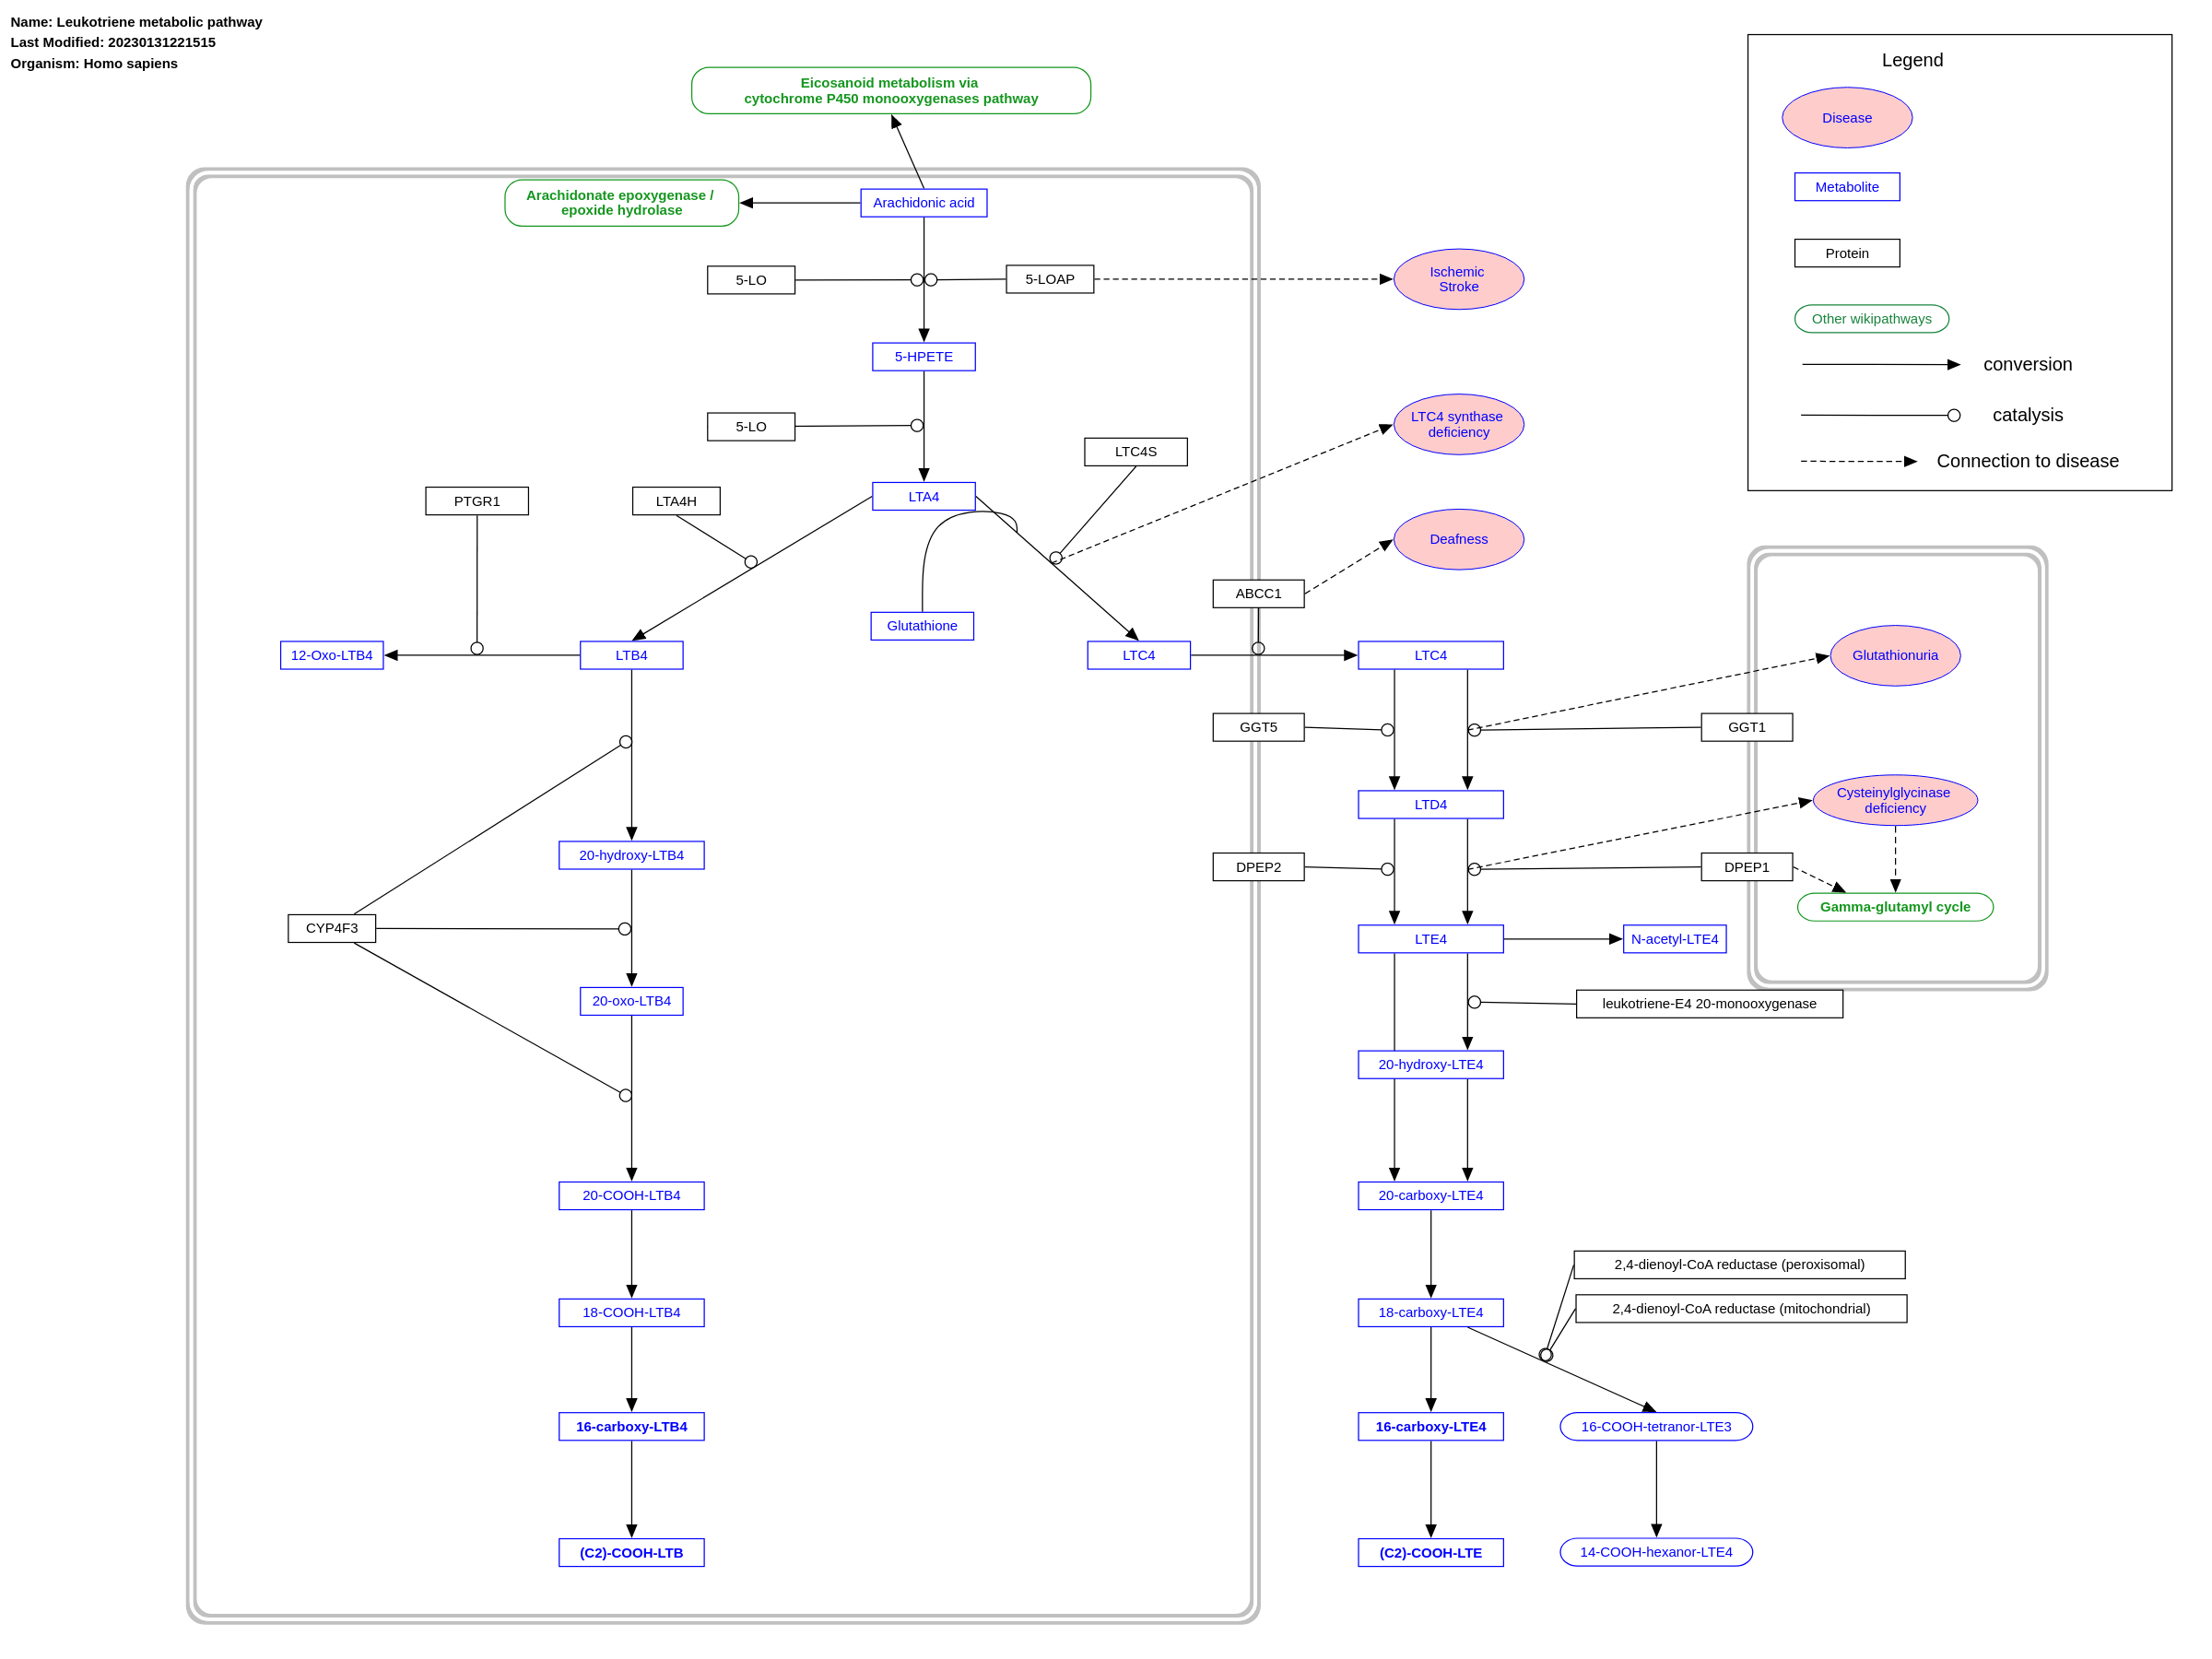 Name: Leukotriene metabolic pathway
Last Modified: 20230131221515
Organism: Homo sapiens
Legend
Disease
Metabolite
Protein
Other wikipathways
conversion
catalysis
Connection to disease
Eicosanoid metabolism via
cytochrome P450 monooxygenases pathway
Arachidonate epoxygenase /
epoxide hydrolase
Arachidonic acid
5-LO
5-LOAP
Ischemic
Stroke
5-HPETE
5-LO
LTC4 synthase
deficiency
LTC4S
PTGR1
LTA4H
LTA4
Deafness
ABCC1
Glutathione
12-Oxo-LTB4
LTB4
LTC4
LTC4
Glutathionuria
GGT5
GGT1
LTD4
Cysteinylglycinase
deficiency
20-hydroxy-LTB4
DPEP2
DPEP1
Gamma-glutamyl cycle
CYP4F3
LTE4
N-acetyl-LTE4
20-oxo-LTB4
leukotriene-E4 20-monooxygenase
20-hydroxy-LTE4
20-COOH-LTB4
20-carboxy-LTE4
2,4-dienoyl-CoA reductase (peroxisomal)
2,4-dienoyl-CoA reductase (mitochondrial)
18-COOH-LTB4
18-carboxy-LTE4
16-carboxy-LTB4
16-carboxy-LTE4
16-COOH-tetranor-LTE3
(C2)-COOH-LTB
(C2)-COOH-LTE
14-COOH-hexanor-LTE4